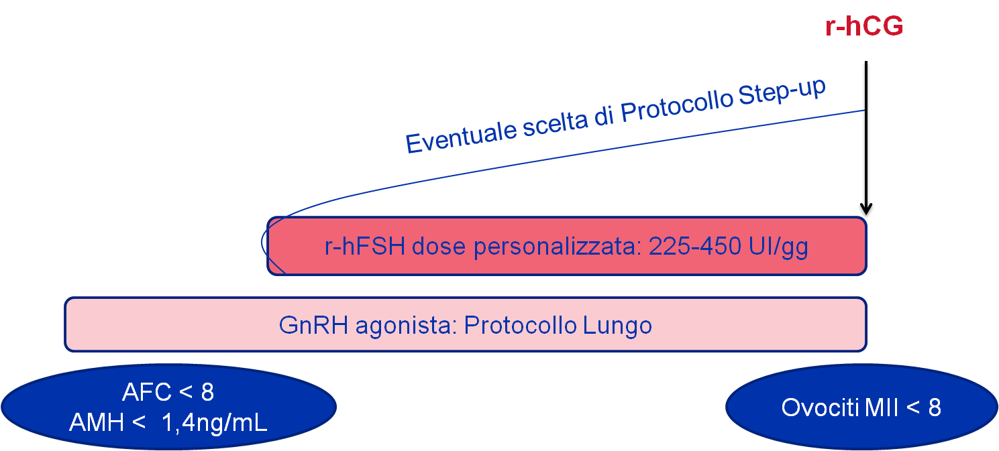 r-hCG
Eventuale scelta di Protocollo Step-up
r-hFSH dose personalizzata: 225-450 UI/gg
GnRH agonista: Protocollo Lungo
AFC < 8
AMH <  1,4ng/mL
Ovociti MII < 8